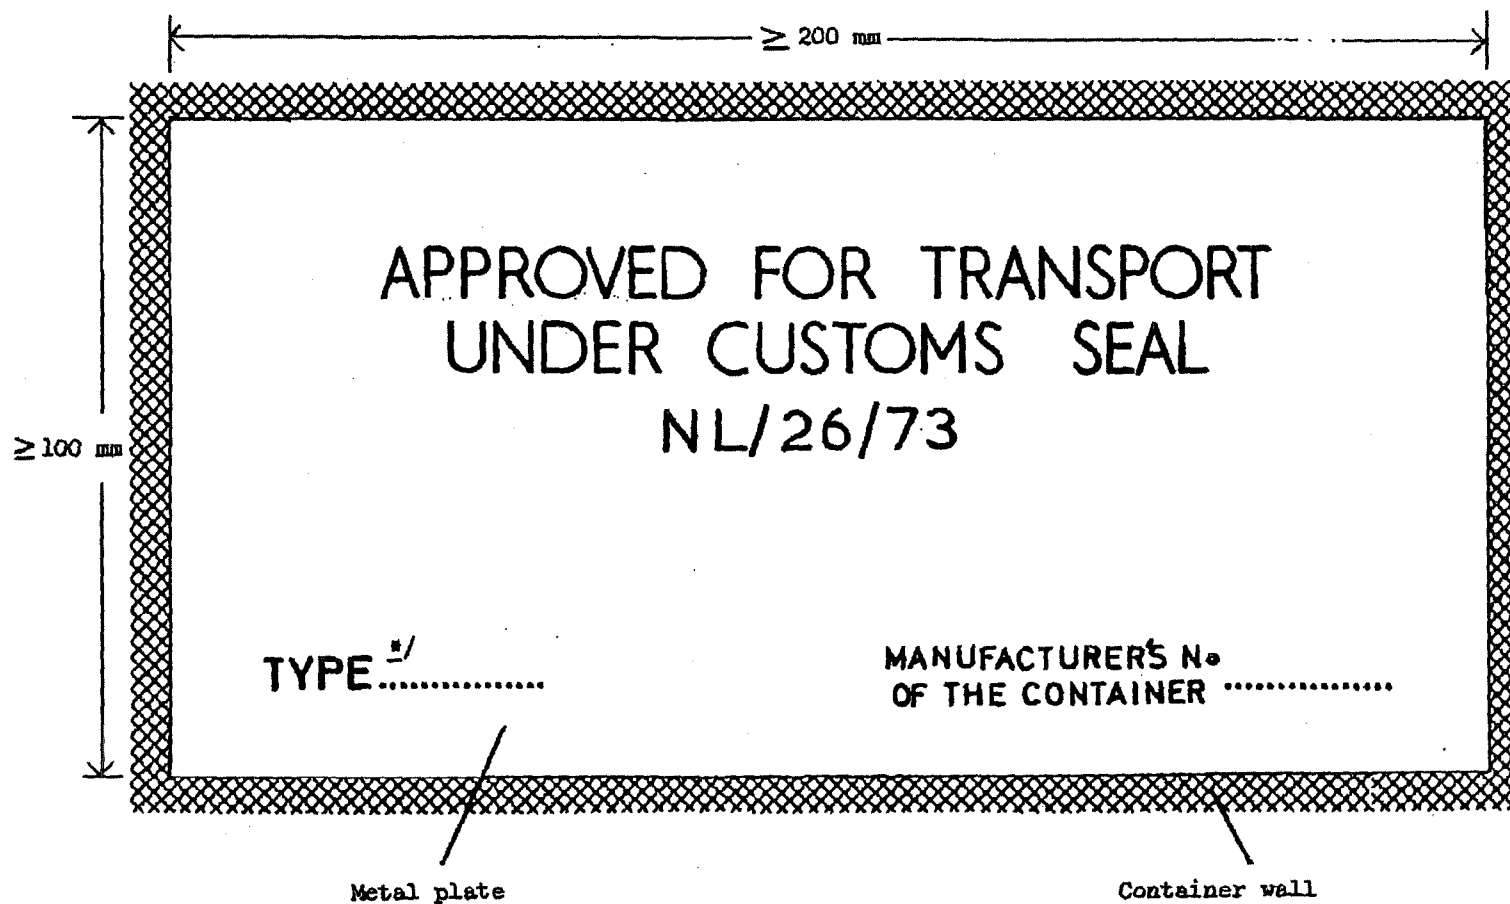 ≥ 200 mm
APPROVED FOR TRANSPORT
UNDER CUSTOMS SEAL
NL/26/73
≥ 100 mm
TYPE */ ................
MANUFACTURER'S No
OF THE CONTAINER ................
Metal plate
Container wall